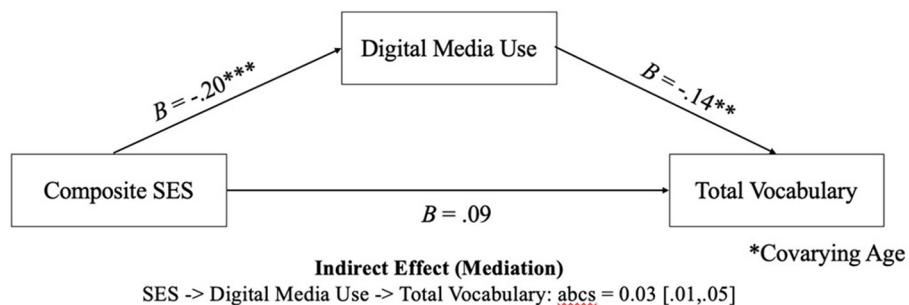 Digital Media Use
B = -.20***
B = -.14**
Composite SES
Total Vocabulary
B = .09
*Covarying Age
Indirect Effect (Mediation)
SES -> Digital Media Use -> Total Vocabulary: abcs = 0.03 [.01,.05]